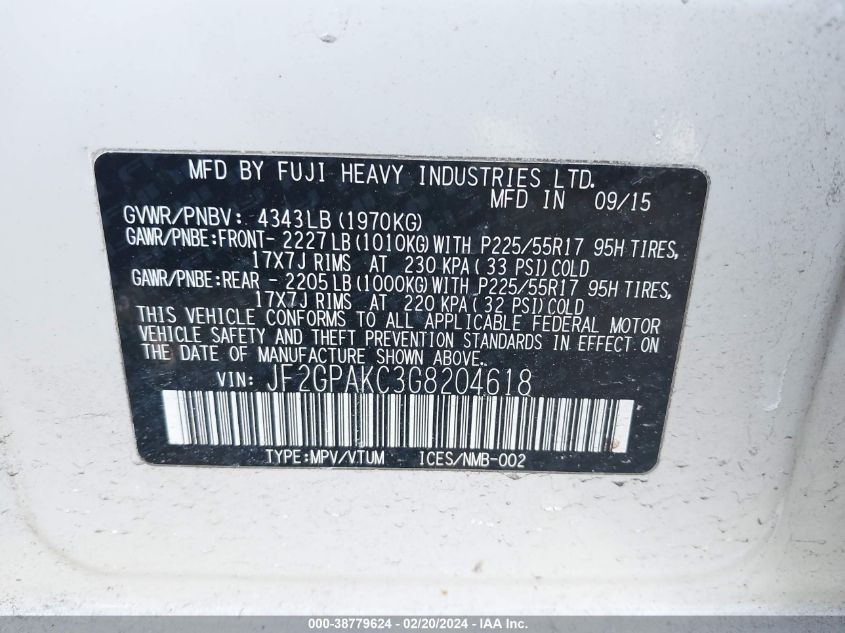 MFD BY FUJI HEAVY INDUSTRIES LTD.
MFD IN 09/15
GVWR/PNBV: 4343LB (1970KG)
GAWR/PNBE:FRONT- 2227LB (1010KG) WITH P225/55R17 95H TIRES,
17X7J RIMS AT 230 KPA ( 33 PSI) COLD
GAWR/PNBE:REAR - 2205LB (1000KG) WITH P225/55R17 95H TIRES,
17X7J RIMS AT 220 KPA ( 32 PSI) COLD
THIS VEHICLE CONFORMS TO ALL APPLICABLE FEDERAL MOTOR
VEHICLE SAFETY AND THEFT PREVENTION STANDARDS IN EFFECT ON
THE DATE OF MANUFACTURE SHOWN ABOVE.
VIN: JF2GPAKC3G8204618
TYPE:MPV/VTUM ICES/NMB-002
000-38779624 - 02/20/2024 - IAA Inc.